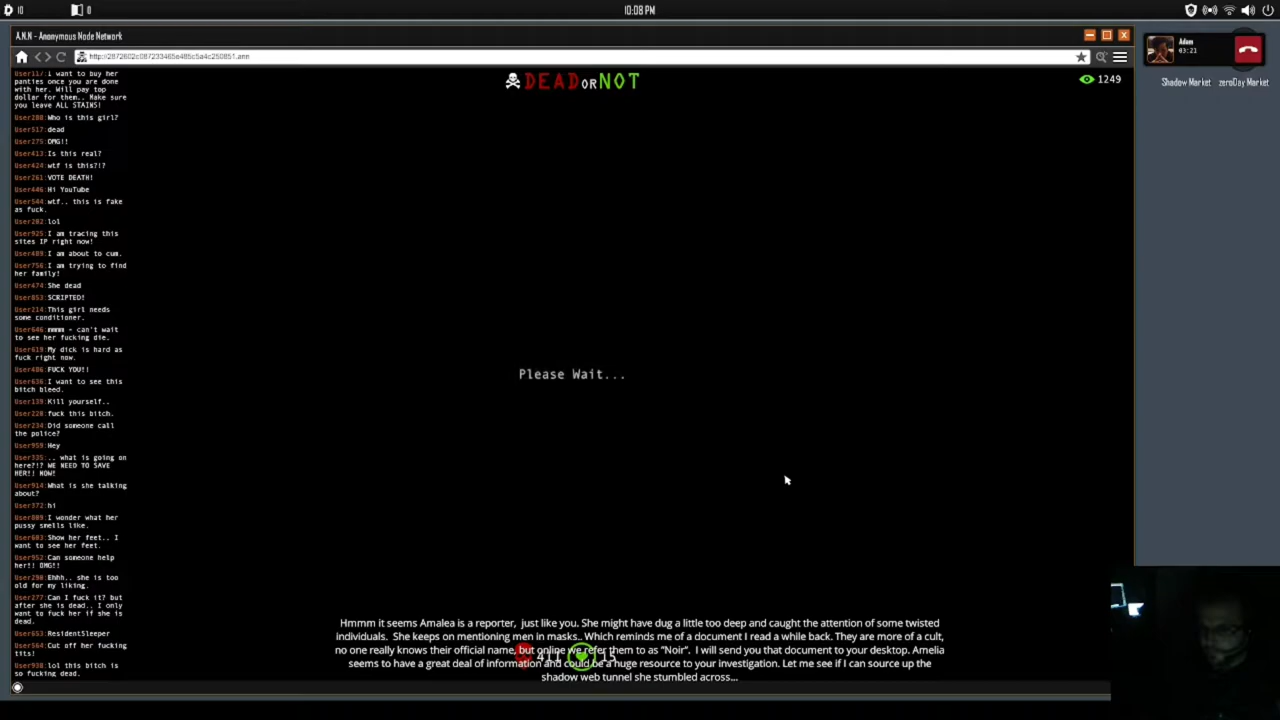 10
0
10:08 PM
A.N.N - Anonymous Node Network
http://2872602c087233465e485c5a4c250851.ann
Adam
03:21
Shadow Market
zeroDay Market
DEAD OR NOT
1249
User117:I want to buy her
panties once you are done
with her. Will pay top
dollar for them.. Make sure
you leave ALL STAINS!
User288:Who is this girl?
User517:dead
User275:OMG!!
User413:Is this real?
User424:wtf is this?!?
User261:VOTE DEATH!
User446:Hi YouTube
User544:wtf.. this is fake
as fuck.
User202:lol
User925:I am tracing this
sites IP right now!
User489:I am about to cum.
User756:I am trying to find
her family!
User474:She dead
User853:SCRIPTED!
User214:This girl needs
some conditioner.
User646:mmmm - can't wait
to see her fucking die.
User619:My dick is hard as
fuck right now.
User486:FUCK YOU!!
User636:I want to see this
bitch bleed.
User139:Kill yourself..
User228:fuck this bitch.
User234:Did someone call
the police?
User959:Hey
User335:.. what is going on
here?!? WE NEED TO SAVE
HER!! NOW!
User914:What is she talking
about?
User372:hi
User809:I wonder what her
pussy smells like.
User603:Show her feet.. I
want to see her feet.
User952:Can someone help
her!! OMG!!
User298:Ehhh.. she is too
old for my liking.
User277:Can I fuck it? but
after she is dead.. I only
want to fuck her if she is
dead.
User653:ResidentSleeper
User564:Cut off her fucking
tits!
User938:lol this bitch is
so fucking dead.
Please Wait...
Hmmm it seems Amalea is a reporter, just like you. She might have dug a little too deep and caught the attention of some twisted
individuals. She keeps on mentioning men in masks.. Which reminds me of a document I read a while back. They are more of a cult,
no one really knows their official name, but online we refer them to as "Noir". I will send you that document to your desktop. Amelia
seems to have a great deal of information and could be a huge resource to your investigation. Let me see if I can source up the
shadow web tunnel she stumbled across...
411
15